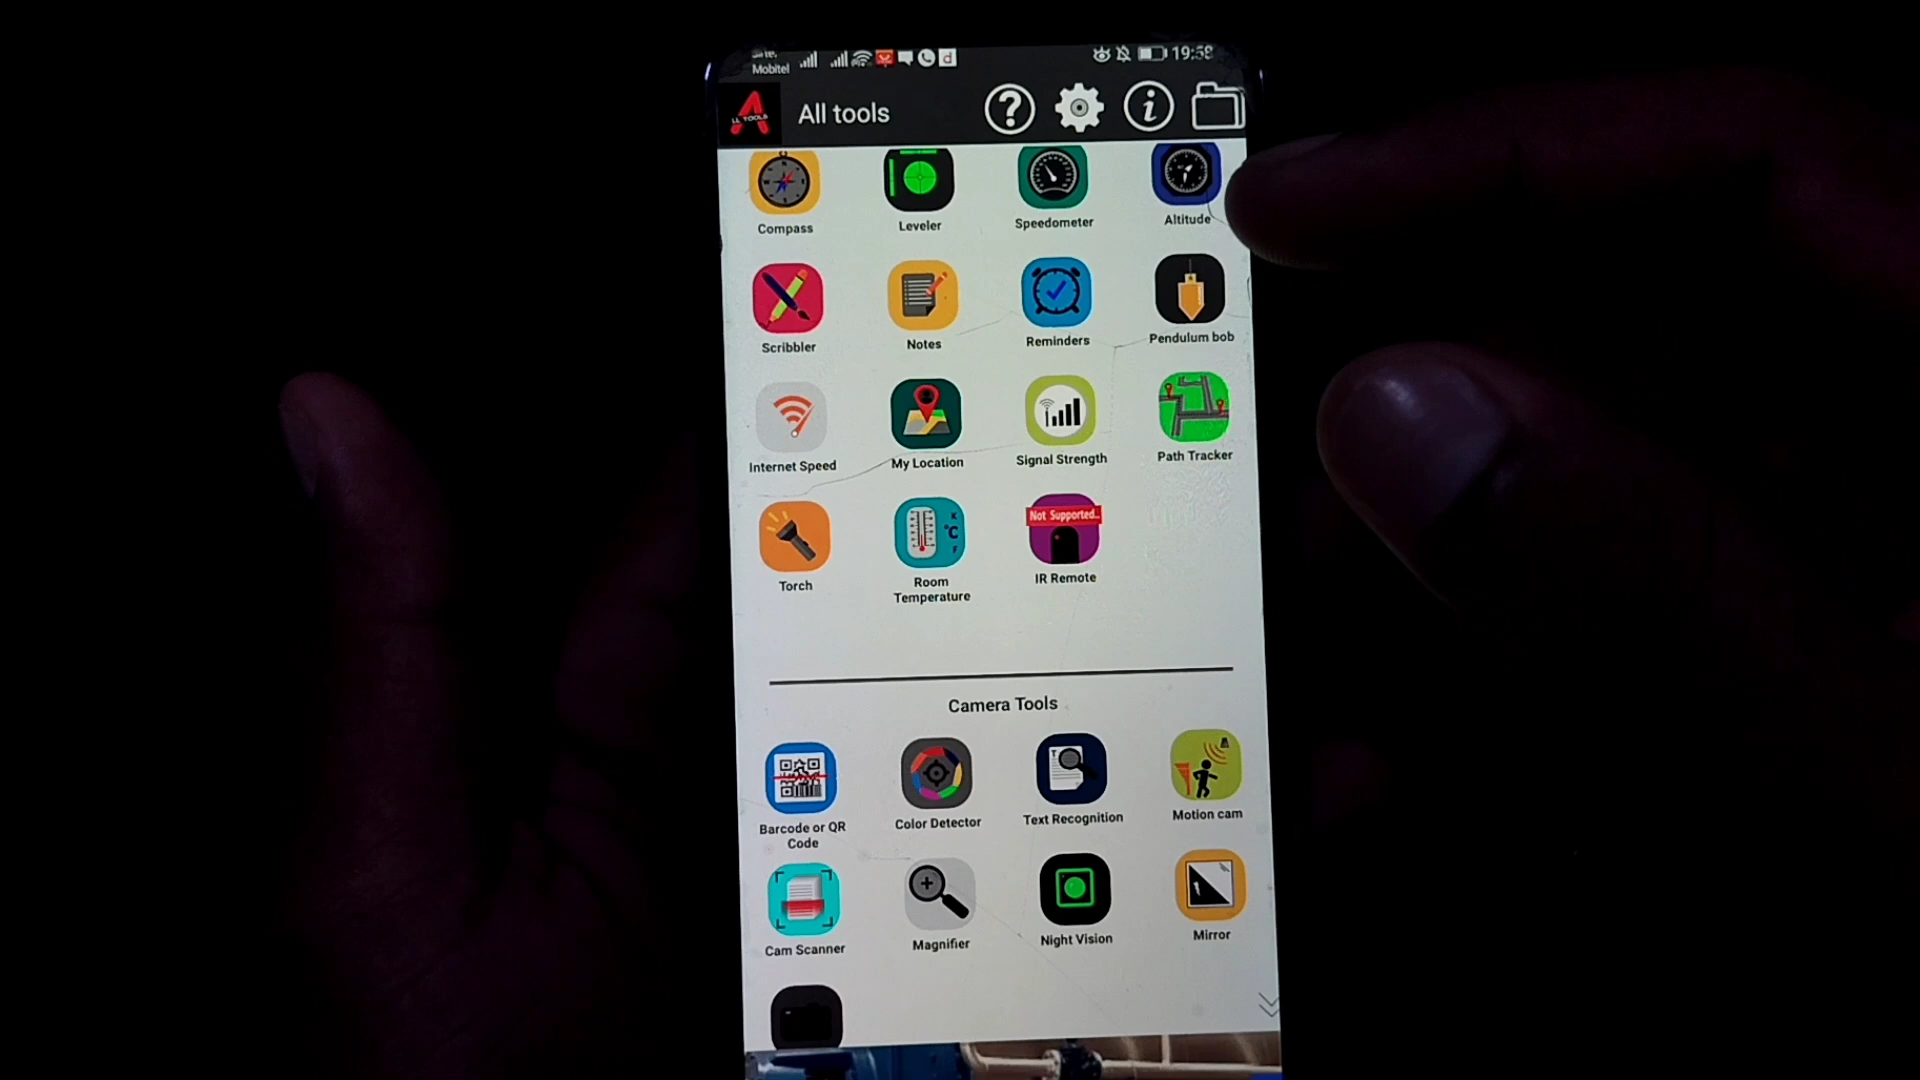 Mobitel
19:58
LL TOOLS
All tools
Compass
Leveler
Speedometer
Altitude
Scribbler
Notes
Reminders
Pendulum bob
Internet Speed
My Location
Signal Strength
Path Tracker
Not Supported..
Torch
Room
Temperature
IR Remote
Camera Tools
Barcode or QR
Code
Color Detector
Text Recognition
Motion cam
Cam Scanner
Magnifier
Night Vision
Mirror